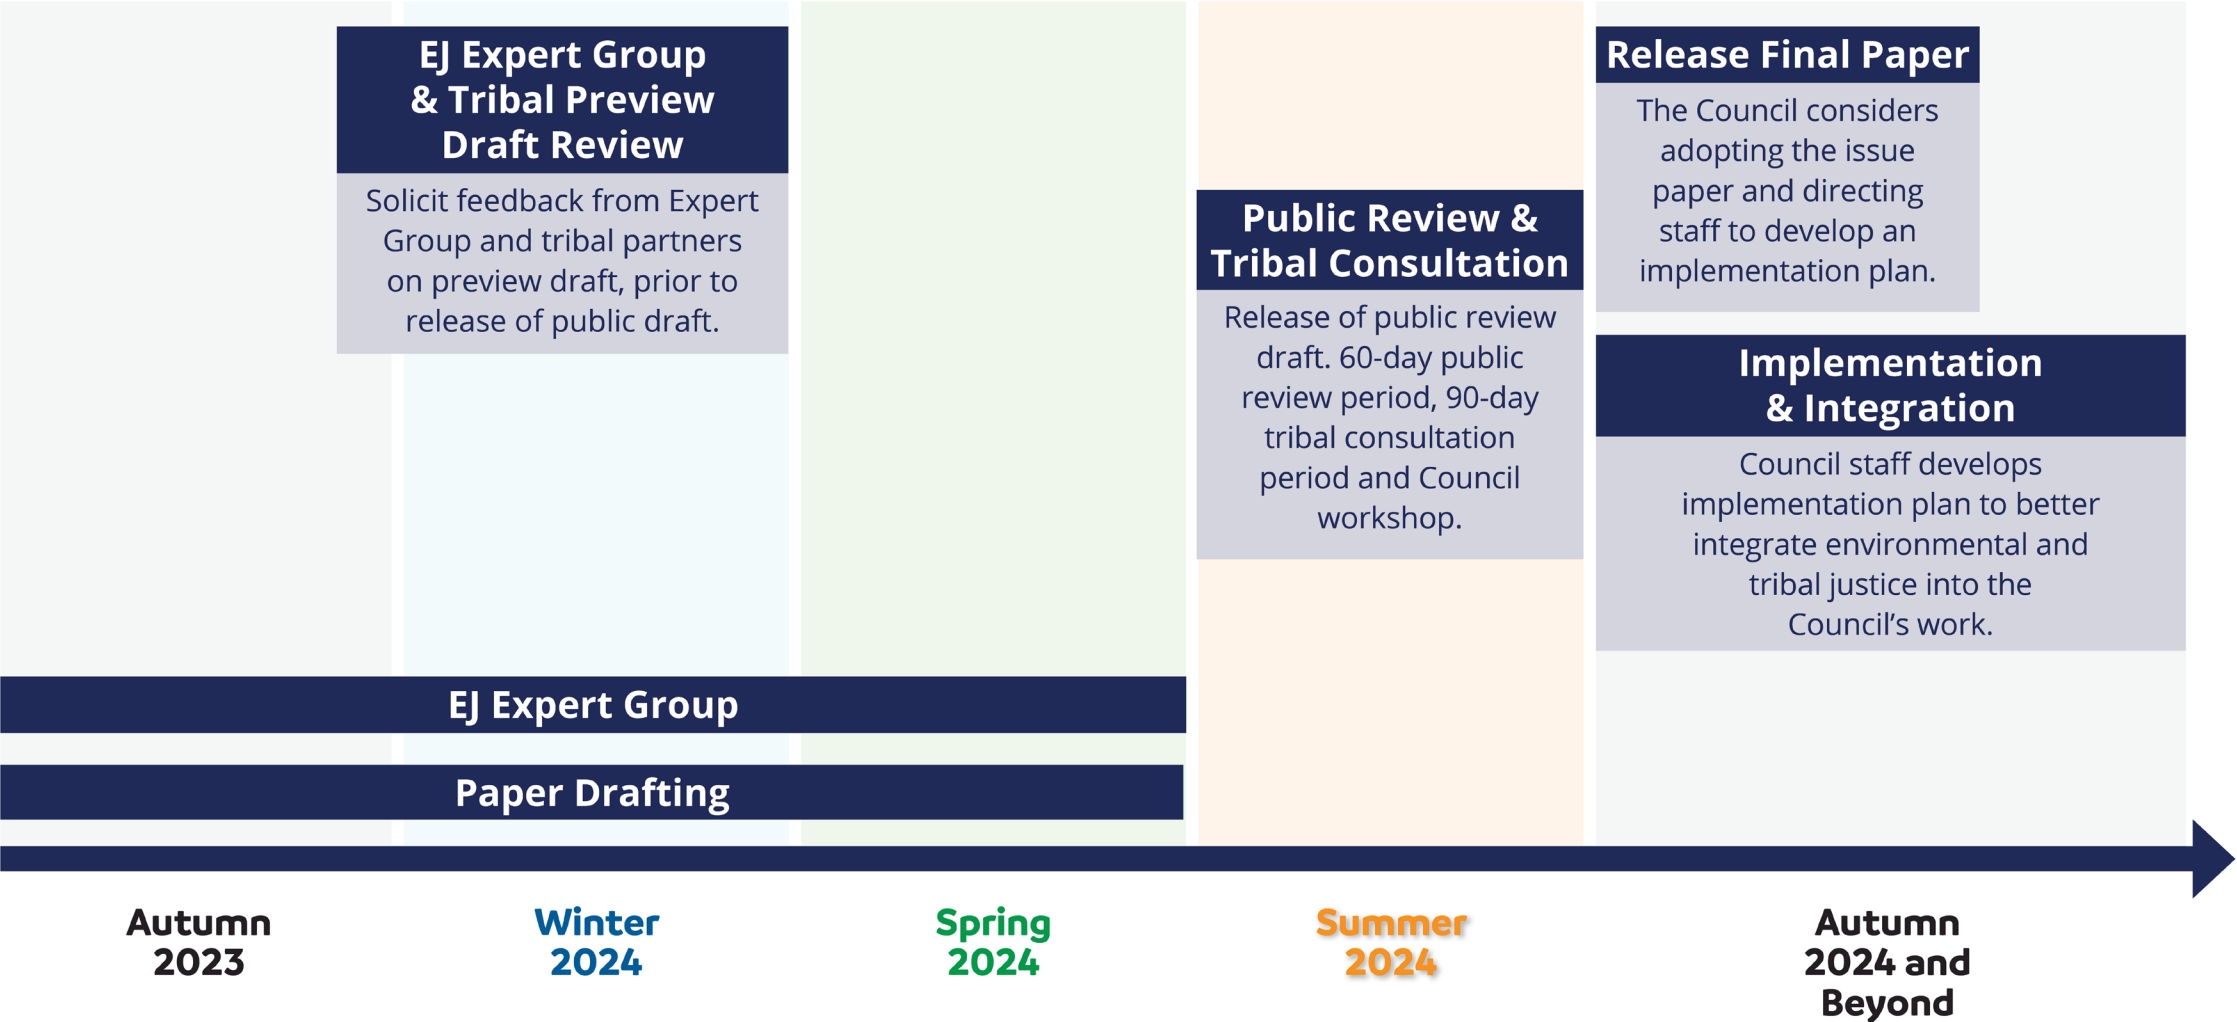 EJ Expert Group
& Tribal Preview
Draft Review
Solicit feedback from Expert
Group and tribal partners
on preview draft, prior to
release of public draft.
Public Review &
Tribal Consultation
Release of public review
draft. 60-day public
review period, 90-day
tribal consultation
period and Council
workshop.
Release Final Paper
The Council considers
adopting the issue
paper and directing
staff to develop an
implementation plan.
Implementation
& Integration
Council staff develops
implementation plan to better
integrate environmental and
tribal justice into the
Council’s work.
EJ Expert Group
Paper Drafting
Autumn
2023
Winter
2024
Spring
2024
Summer
2024
Autumn
2024 and
Beyond